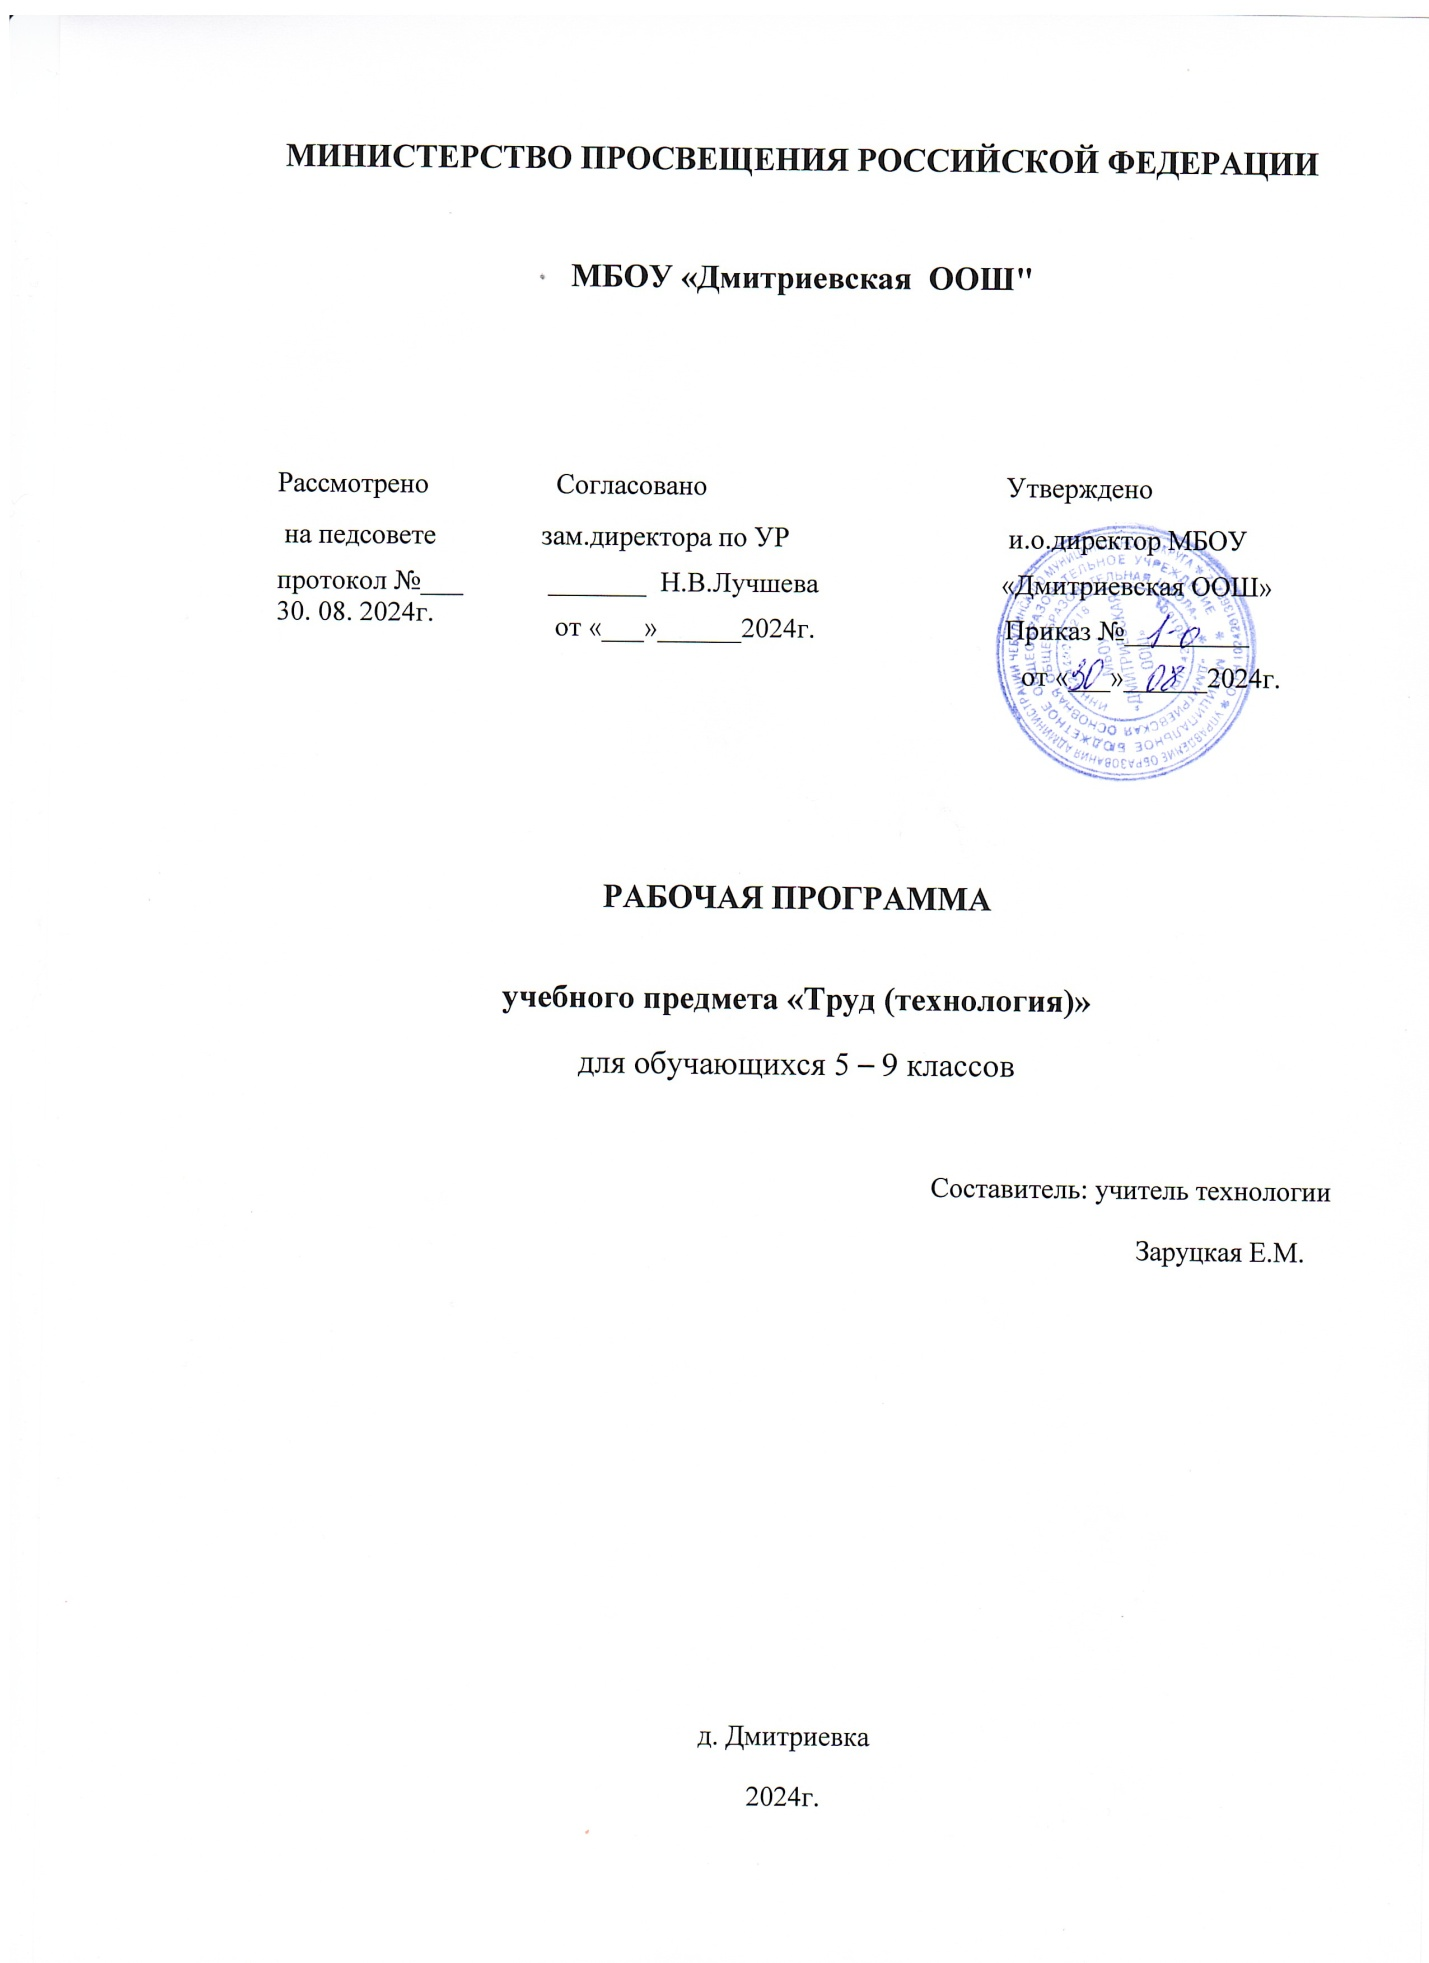 МИНИСТЕРСТВО ПРОСВЕЩЕНИЯ РОССИЙСКОЙ ФЕДЕРАЦИИ
МБОУ «Дмитриевская ООШ"
Рассмотрено
на педсовете
протокол №___
30. 08. 2024г.
Согласовано
зам.директора по УР
_______ Н.В.Лучшева
от «___»______2024г.
Утверждено
и.о.директор МБОУ
«Дмитриевская ООШ»
Приказ № 1-о
от «30» 08 2024г.
РАБОЧАЯ ПРОГРАММА
учебного предмета «Труд (технология)»
для обучающихся 5 – 9 классов
Составитель: учитель технологии
Заруцкая Е.М.
д. Дмитриевка
2024г.